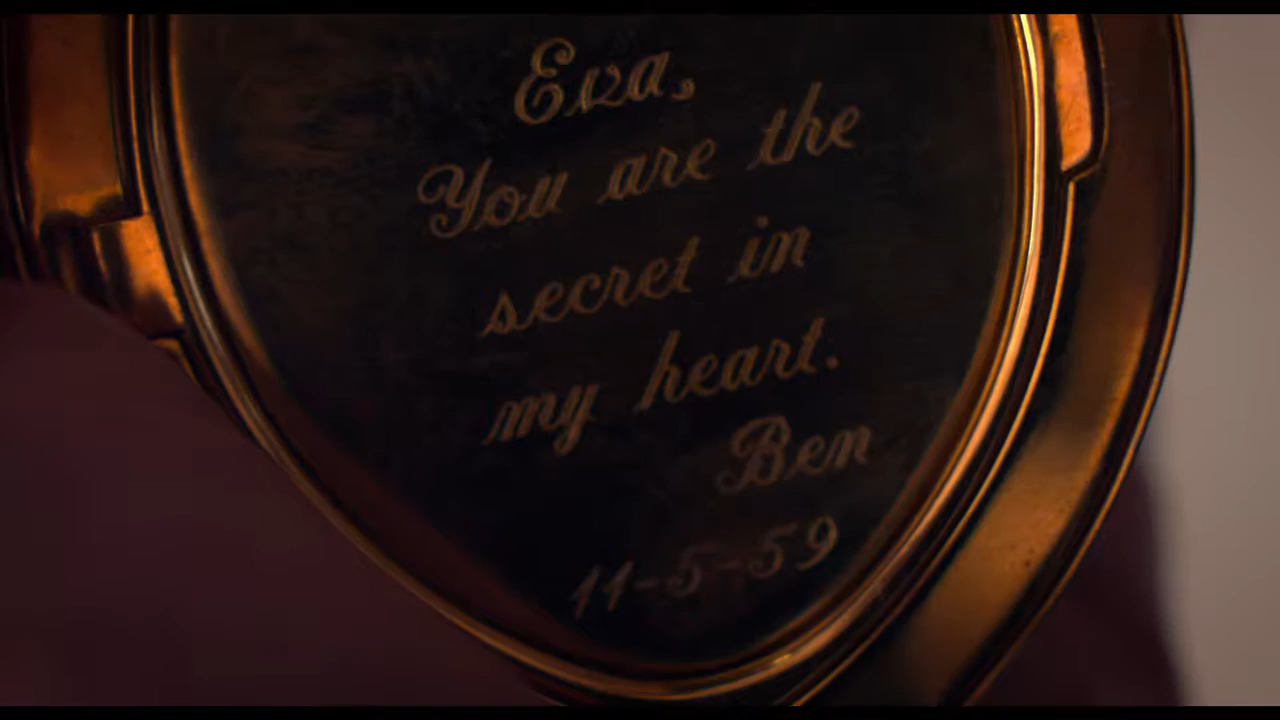 Eva,
You are the
secret in
my heart.
Ben
11-5-59